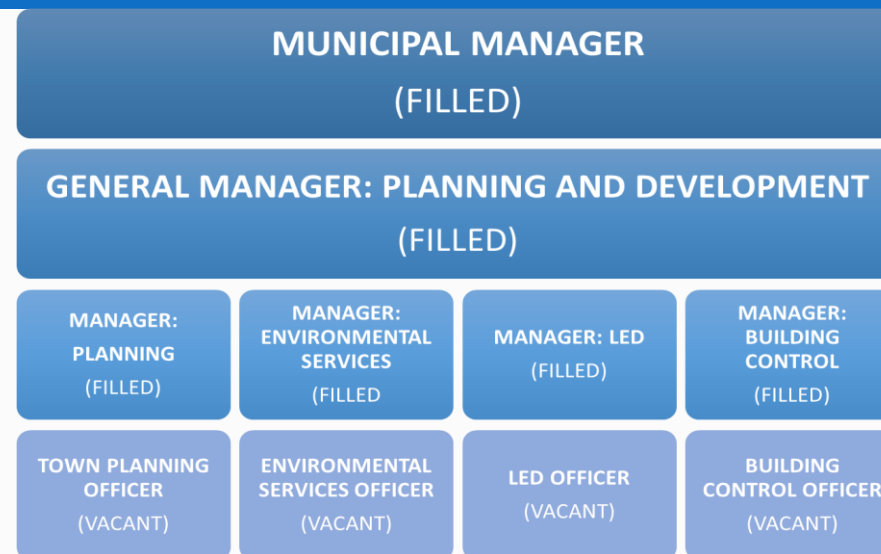 MUNICIPAL MANAGER
(FILLED)
GENERAL MANAGER: PLANNING AND DEVELOPMENT
(FILLED)
MANAGER:
PLANNING
(FILLED)
MANAGER:
ENVIRONMENTAL
SERVICES
(FILLED
MANAGER: LED
(FILLED)
MANAGER:
BUILDING
CONTROL
(FILLED)
TOWN PLANNING
OFFICER
(VACANT)
ENVIRONMENTAL
SERVICES OFFICER
(VACANT)
LED OFFICER
(VACANT)
BUILDING
CONTROL OFFICER
(VACANT)